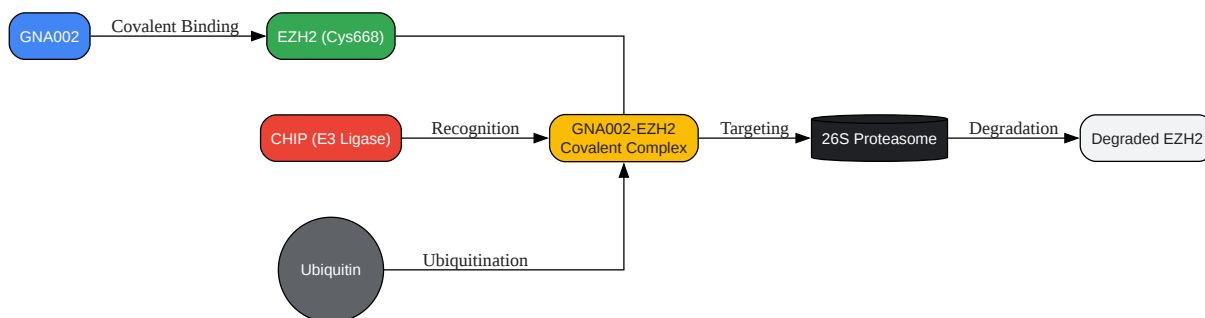 GNA002
Covalent Binding
EZH2 (Cys668)
CHIP (E3 Ligase)
Recognition
GNA002-EZH2
Covalent Complex
Targeting
26S Proteasome
Degradation
Degraded EZH2
Ubiquitin
Ubiquitination